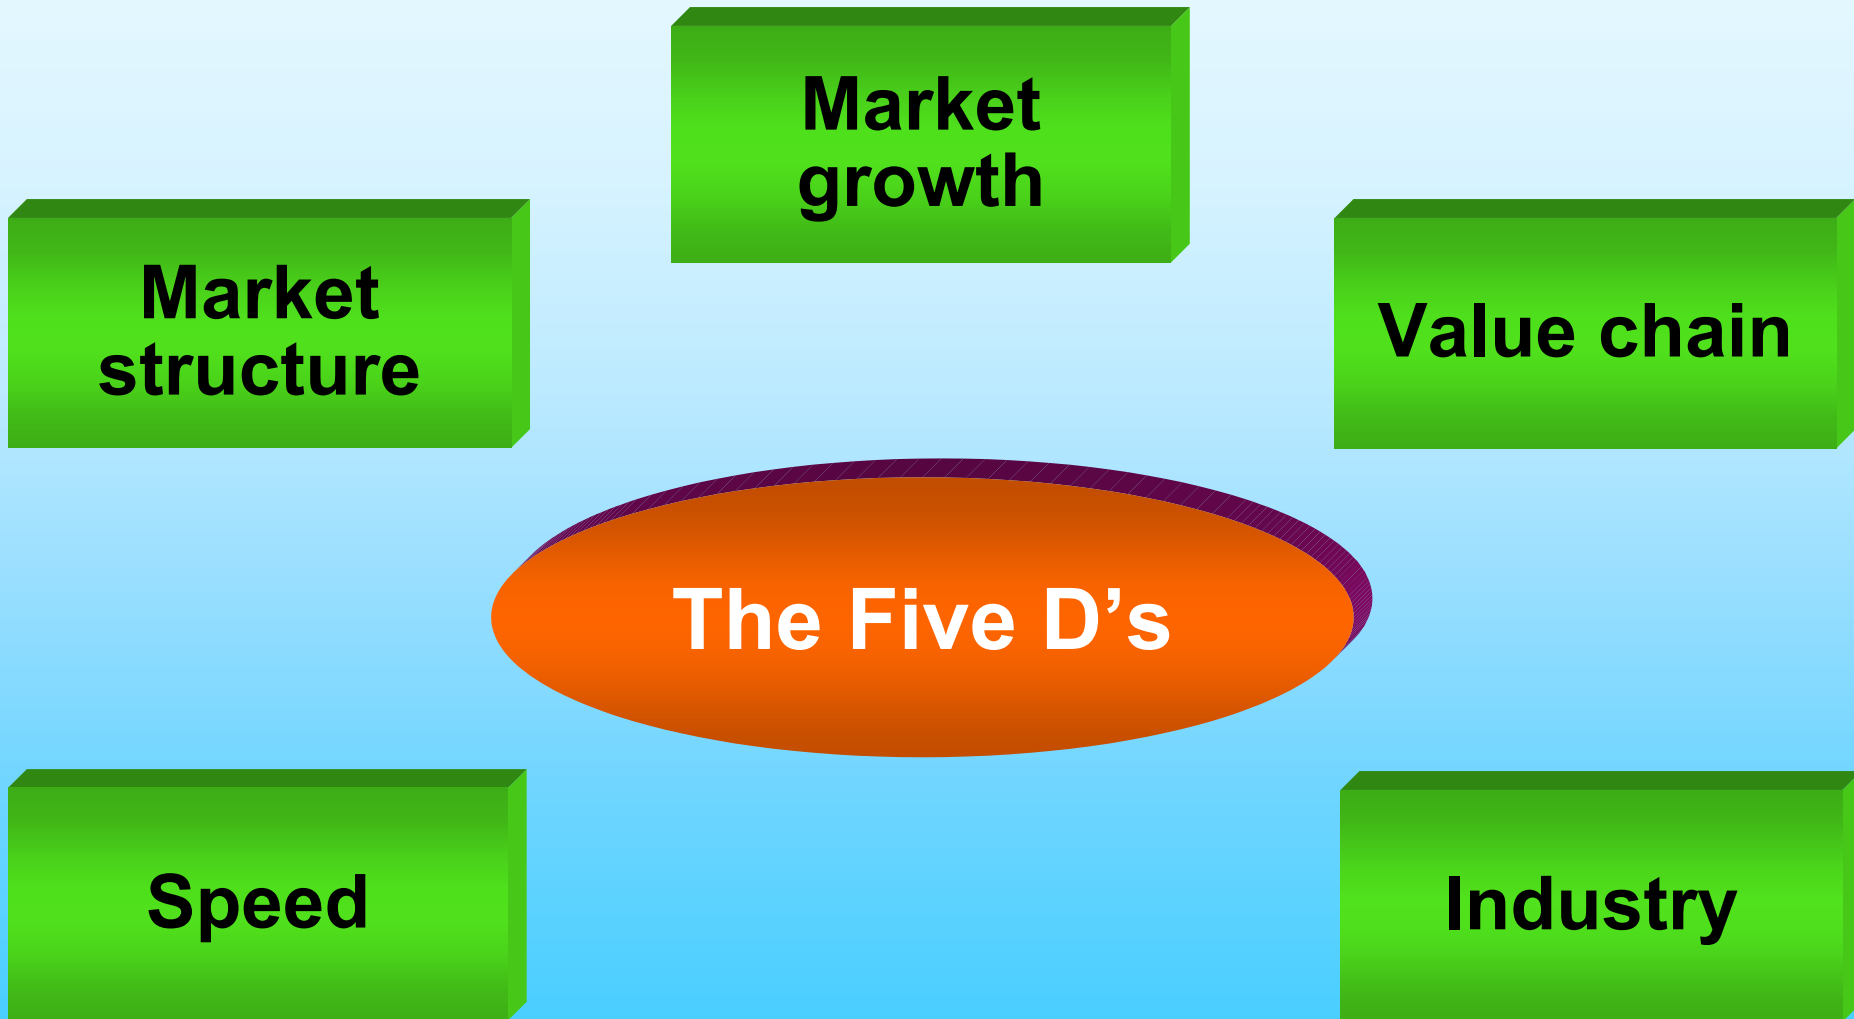 Market
growth
Market
structure
Value chain
The Five D’s
Speed
Industry